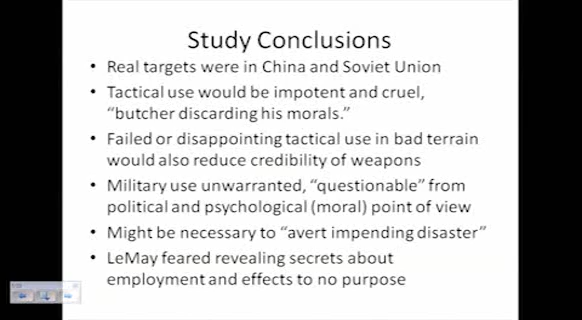 Study Conclusions
• Real targets were in China and Soviet Union
• Tactical use would be impotent and cruel,
“butcher discarding his morals.”
• Failed or disappointing tactical use in bad terrain
would also reduce credibility of weapons
• Military use unwarranted, “questionable” from
political and psychological (moral) point of view
• Might be necessary to “avert impending disaster”
• LeMay feared revealing secrets about
employment and effects to no purpose